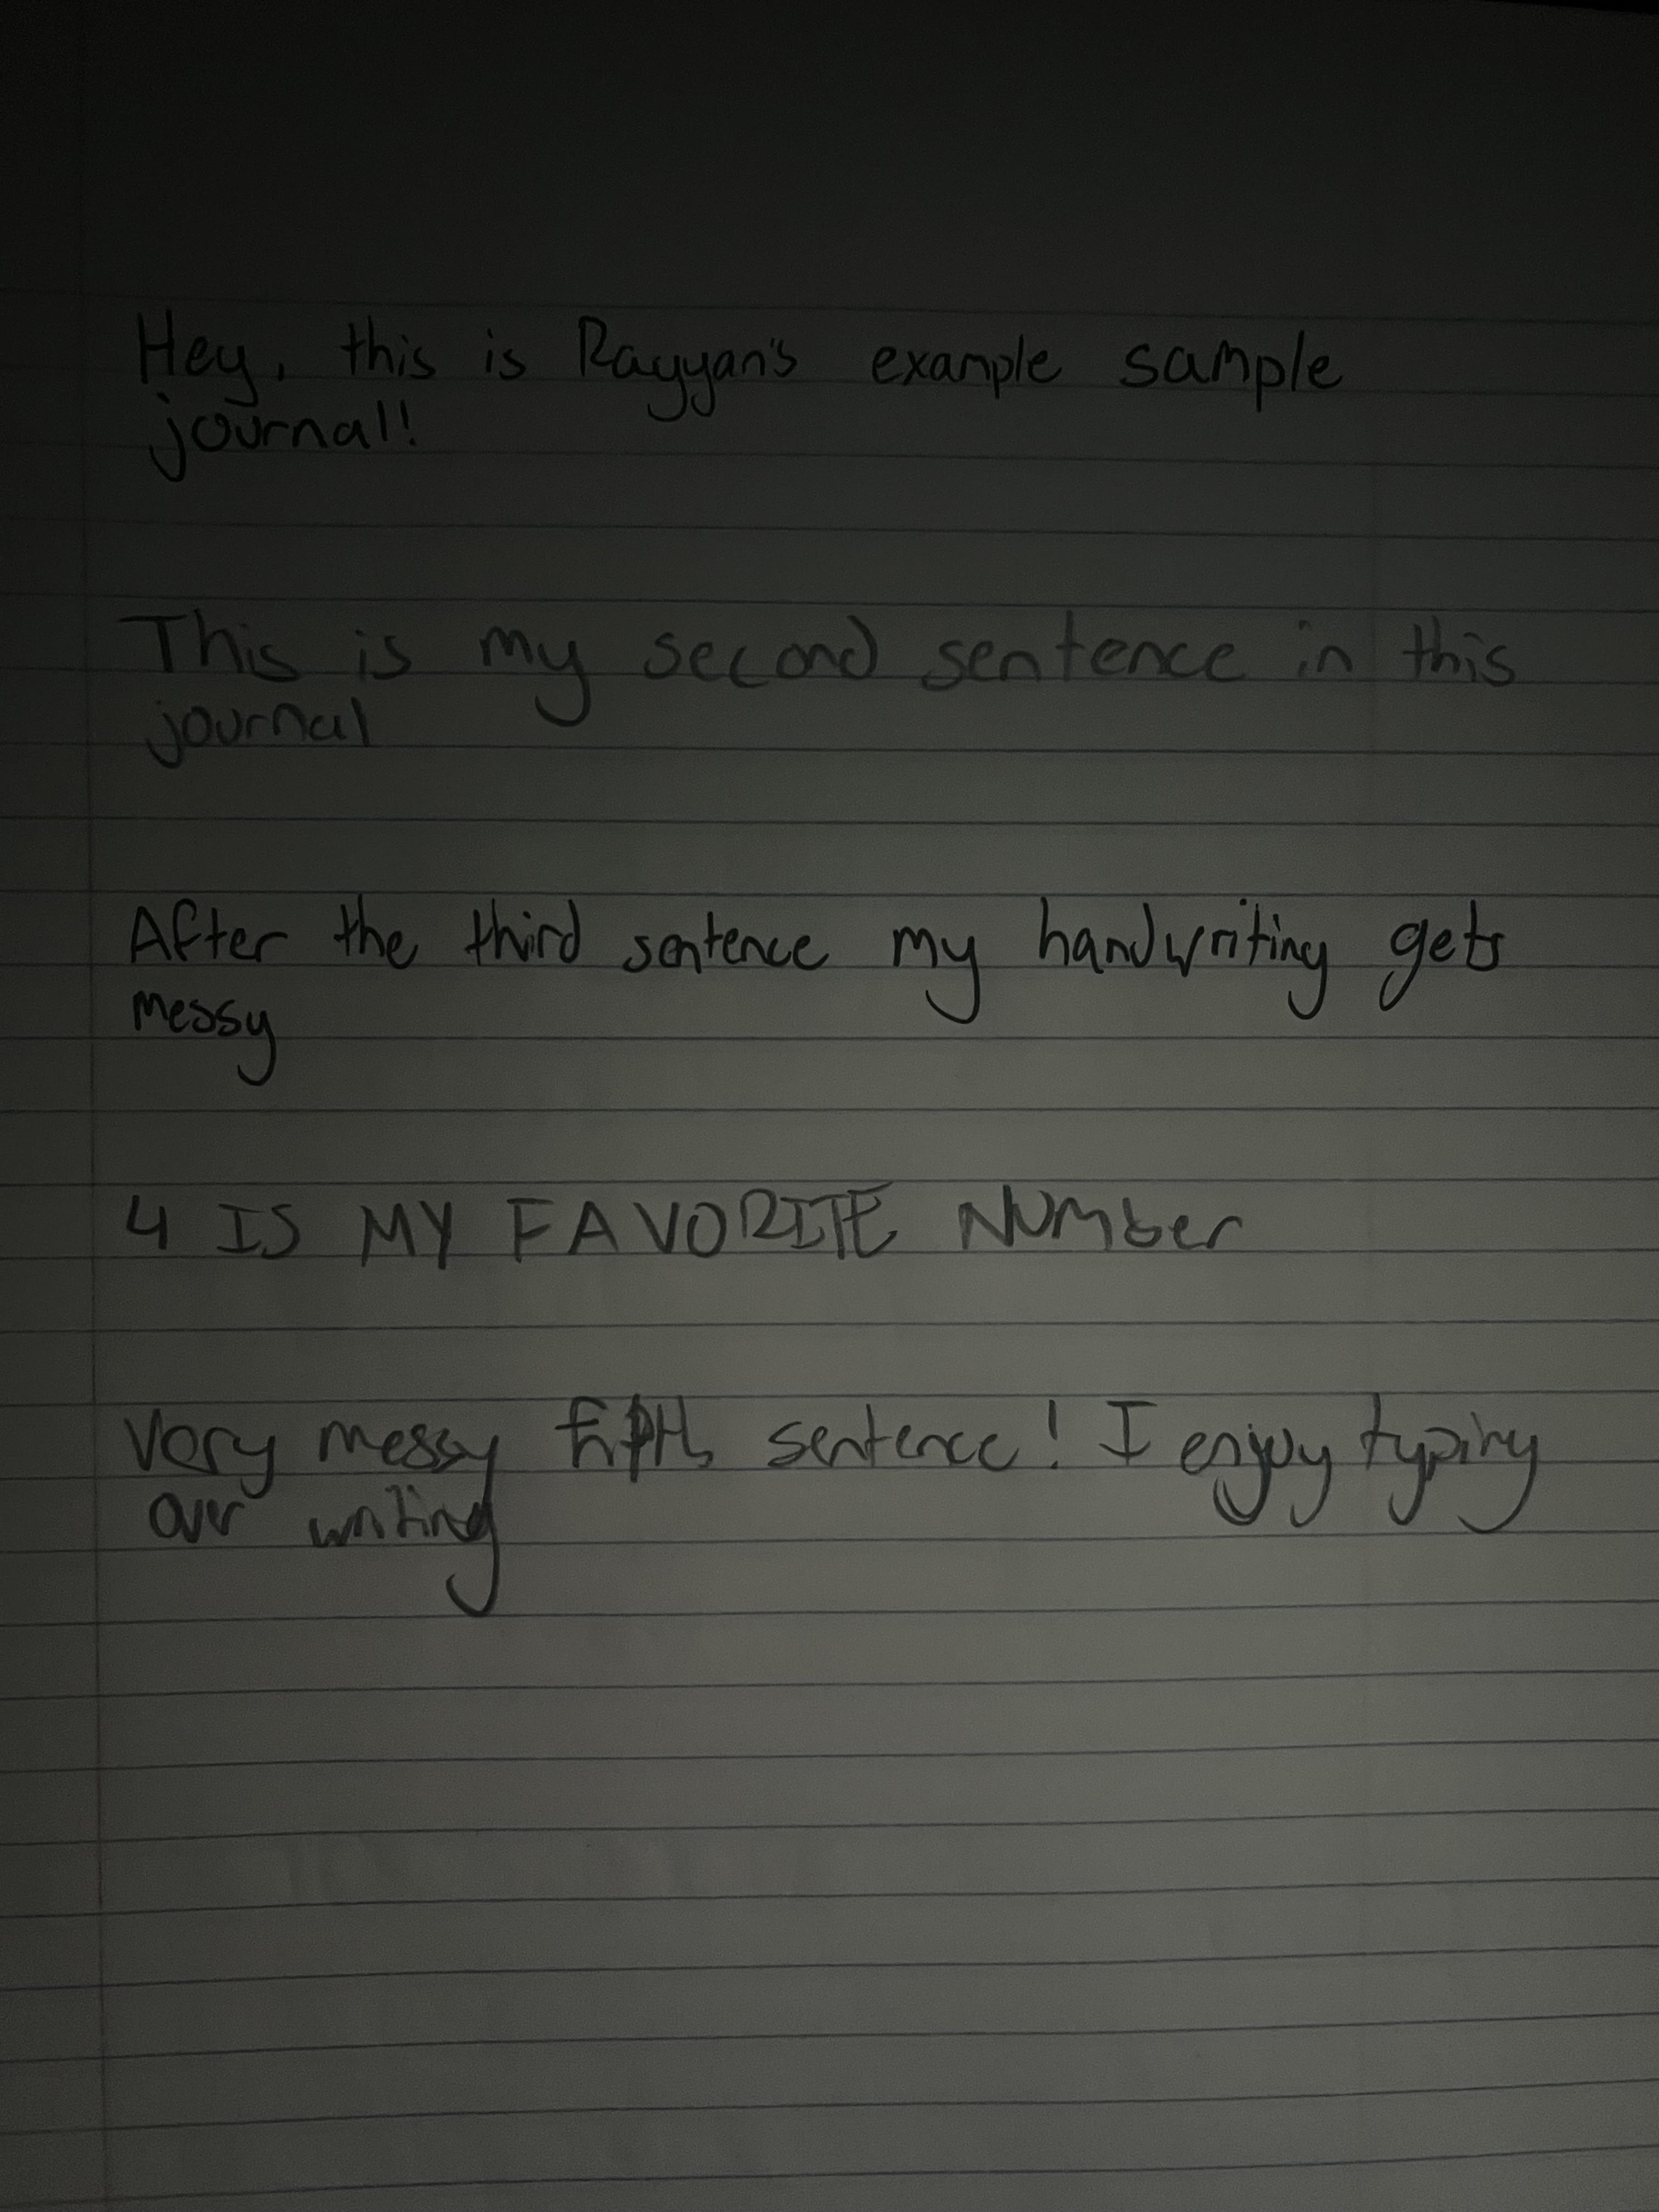 Hey, this is Rayyan's example sample
journal!
This is my second sentence in this
journal
After the third sentence my handwriting gets
messy
4 IS MY FAVORITE NUMber
Very messy fifth sentence! I enjoy typing
over writing